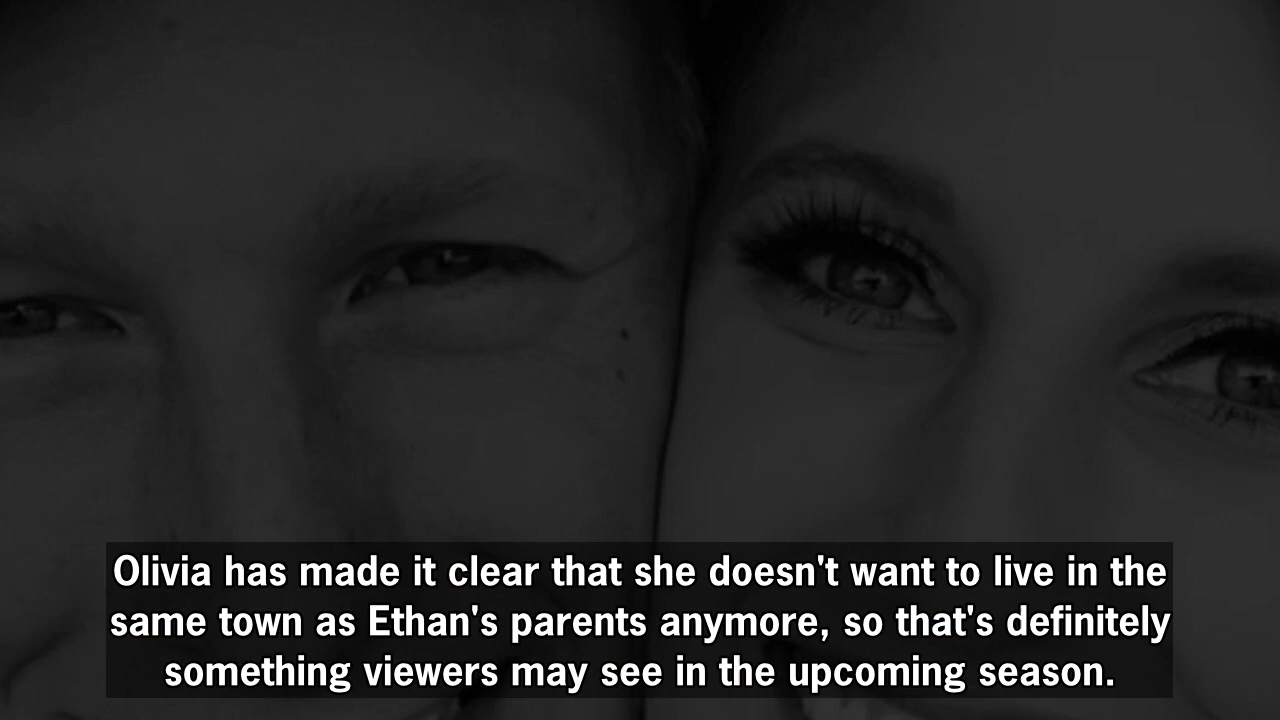 Olivia has made it clear that she doesn't want to live in the
same town as Ethan's parents anymore, so that's definitely
something viewers may see in the upcoming season.